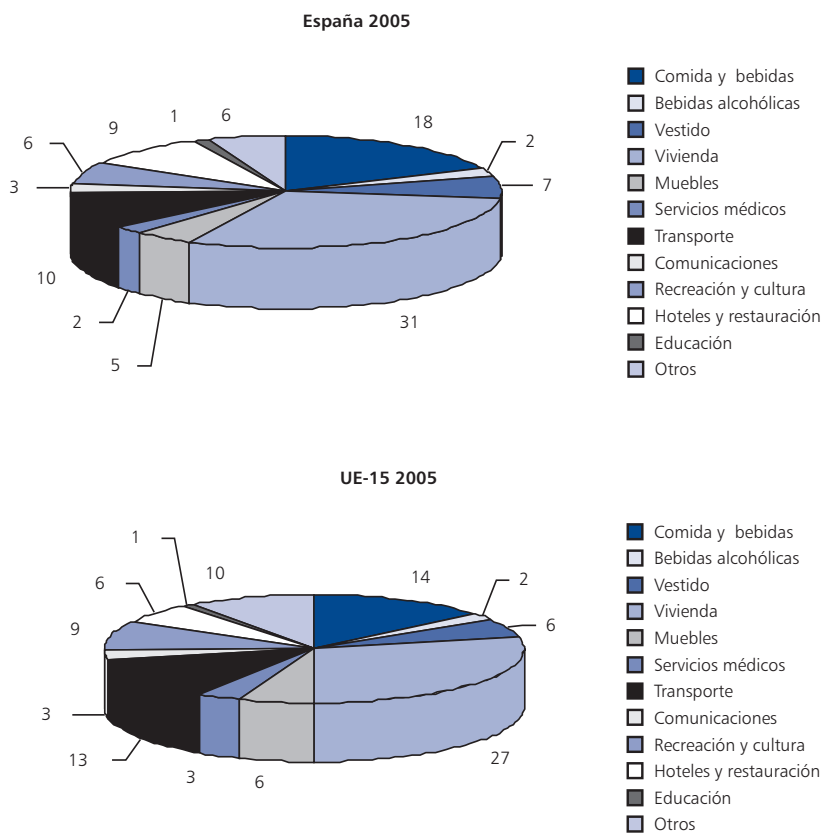 España 2005
6
9
1
6
18
2
7
3
10
2
5
31
Comida y bebidas
Bebidas alcohólicas
Vestido
Vivienda
Muebles
Servicios médicos
Transporte
Comunicaciones
Recreación y cultura
Hoteles y restauración
Educación
Otros
UE-15 2005
1
10
6
9
14
2
6
3
13
3
6
27
Comida y bebidas
Bebidas alcohólicas
Vestido
Vivienda
Muebles
Servicios médicos
Transporte
Comunicaciones
Recreación y cultura
Hoteles y restauración
Educación
Otros